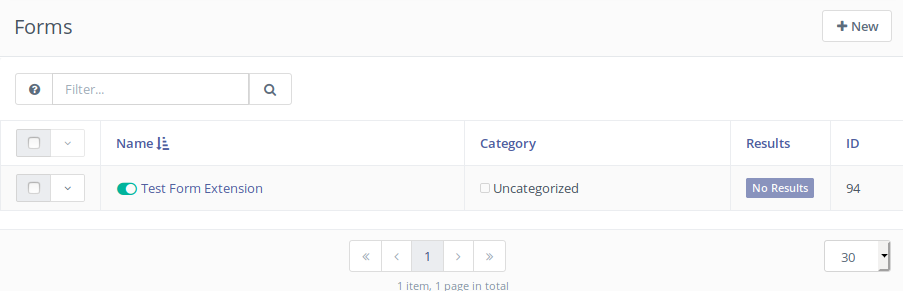 Forms
New
Filter...
Name Category Results ID
Test Form Extension Uncategorized No Results 94
« ‹ 1 › »
30
1 item, 1 page in total